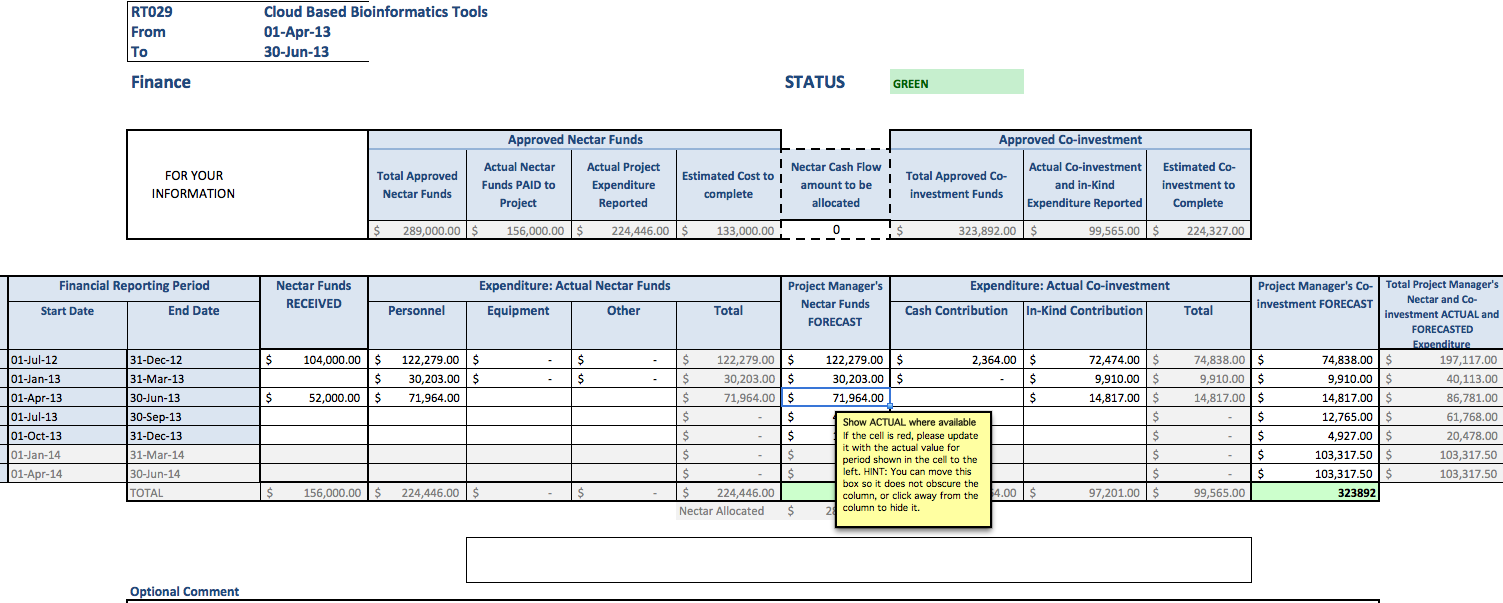 RT029 Cloud Based Bioinformatics Tools
From 01-Apr-13
To 30-Jun-13
Finance STATUS GREEN
FOR YOUR
INFORMATION
Approved Nectar Funds
Total Approved
Nectar Funds
Actual Nectar
Funds PAID to
Project
Actual Project
Expenditure
Reported
Estimated Cost to
complete
Nectar Cash Flow
amount to be
allocated
Approved Co-investment
Total Approved Co-
investment Funds
Actual Co-investment
and in-Kind
Expenditure Reported
Estimated Co-
investment to
Complete
$ 289,000.00 $ 156,000.00 $ 224,446.00 $ 133,000.00 0 $ 323,892.00 $ 99,565.00 $ 224,327.00
Financial Reporting Period
Start Date End Date
Nectar Funds
RECEIVED
Expenditure: Actual Nectar Funds
Personnel Equipment Other Total
Project Manager's
Nectar Funds
FORECAST
Expenditure: Actual Co-investment
Cash Contribution In-Kind Contribution Total
Project Manager's Co-
investment FORECAST
Total Project Manager's
Nectar and Co-
investment ACTUAL and
FORECASTED
Expenditure
01-Jul-12 31-Dec-12 $ 104,000.00 $ 122,279.00 $ - $ - $ 122,279.00 $ 122,279.00 $ 2,364.00 $ 72,474.00 $ 74,838.00 $ 74,838.00 $ 197,117.00
01-Jan-13 31-Mar-13 $ 30,203.00 $ - $ - $ 30,203.00 $ 30,203.00 $ - $ 9,910.00 $ 9,910.00 $ 9,910.00 $ 40,113.00
01-Apr-13 30-Jun-13 $ 52,000.00 $ 71,964.00 $ 71,964.00 $ 71,964.00 $ 14,817.00 $ 14,817.00 $ 14,817.00 $ 86,781.00
01-Jul-13 30-Sep-13 $ - $ $ - $ 12,765.00 $ 61,768.00
01-Oct-13 31-Dec-13 $ - $ $ - $ 4,927.00 $ 20,478.00
01-Jan-14 31-Mar-14 $ - $ $ - $ 103,317.50 $ 103,317.50
01-Apr-14 30-Jun-14 $ - $ $ - $ 103,317.50 $ 103,317.50
TOTAL $ 156,000.00 $ 224,446.00 $ - $ - $ 224,446.00 4.00 $ 97,201.00 $ 99,565.00 323892
Nectar Allocated $ 28
Show ACTUAL where available
If the cell is red, please update
it with the actual value for
period shown in the cell to the
left. HINT: You can move this
box so it does not obscure the
column, or click away from the
column to hide it.
Optional Comment